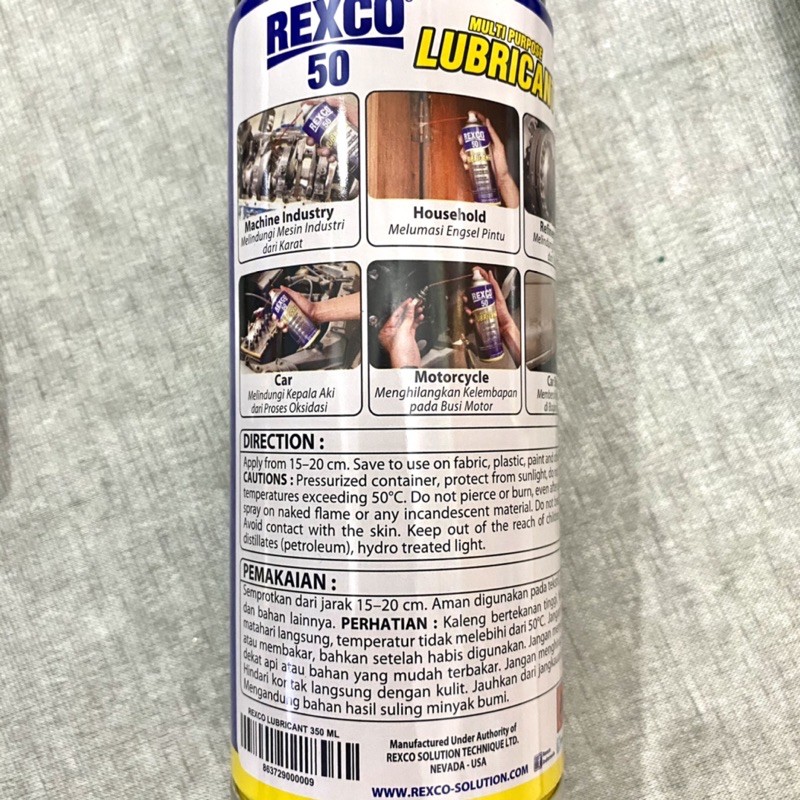 REXCO®
50
MULTI PURPOSE
LUBRICAN
REXCO
50
REXCO
50
Machine Industry
Melindungi Mesin Industri
dari Karat
Household
Melumasi Engsel Pintu
REXCO
50
REXCO
50
Car
Melindungi Kepala Aki
dari Proses Oksidasi
Motorcycle
Menghilangkan Kelembapan
pada Busi Motor
DIRECTION :
Apply from 15–20 cm. Save to use on fabric, plastic, paint and
CAUTIONS : Pressurized container, protect from sunlight, do
temperatures exceeding 50°C. Do not pierce or burn, even
spray on naked flame or any incandescent material. Do not
Avoid contact with the skin. Keep out of the reach of
distillates (petroleum), hydro treated light.
PEMAKAIAN :
Semprotkan dari jarak 15–20 cm. Aman digunakan pada
dan bahan lainnya. PERHATIAN : Kaleng bertekanan tinggi,
matahari langsung, temperatur tidak melebihi dari 50°C.
atau membakar, bahkan setelah habis digunakan. Jangan
dekat api atau bahan yang mudah terbakar. Jangan
Hindari kontak langsung dengan kulit. Jauhkan dari
Mengandung bahan hasil suling minyak bumi.
REXCO LUBRICANT 350 ML
863729000009
Manufactured Under Authority of
REXCO SOLUTION TECHNIQUE LTD.
NEVADA - USA
WWW.REXCO-SOLUTION.COM